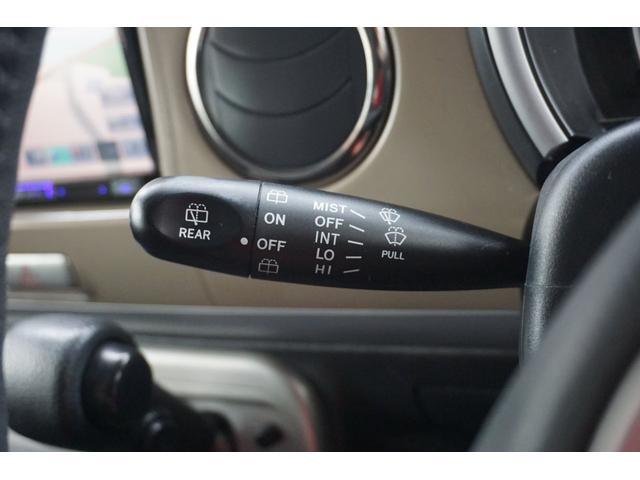 REAR
ON
OFF
MIST
OFF
INT
LO
HI
PULL